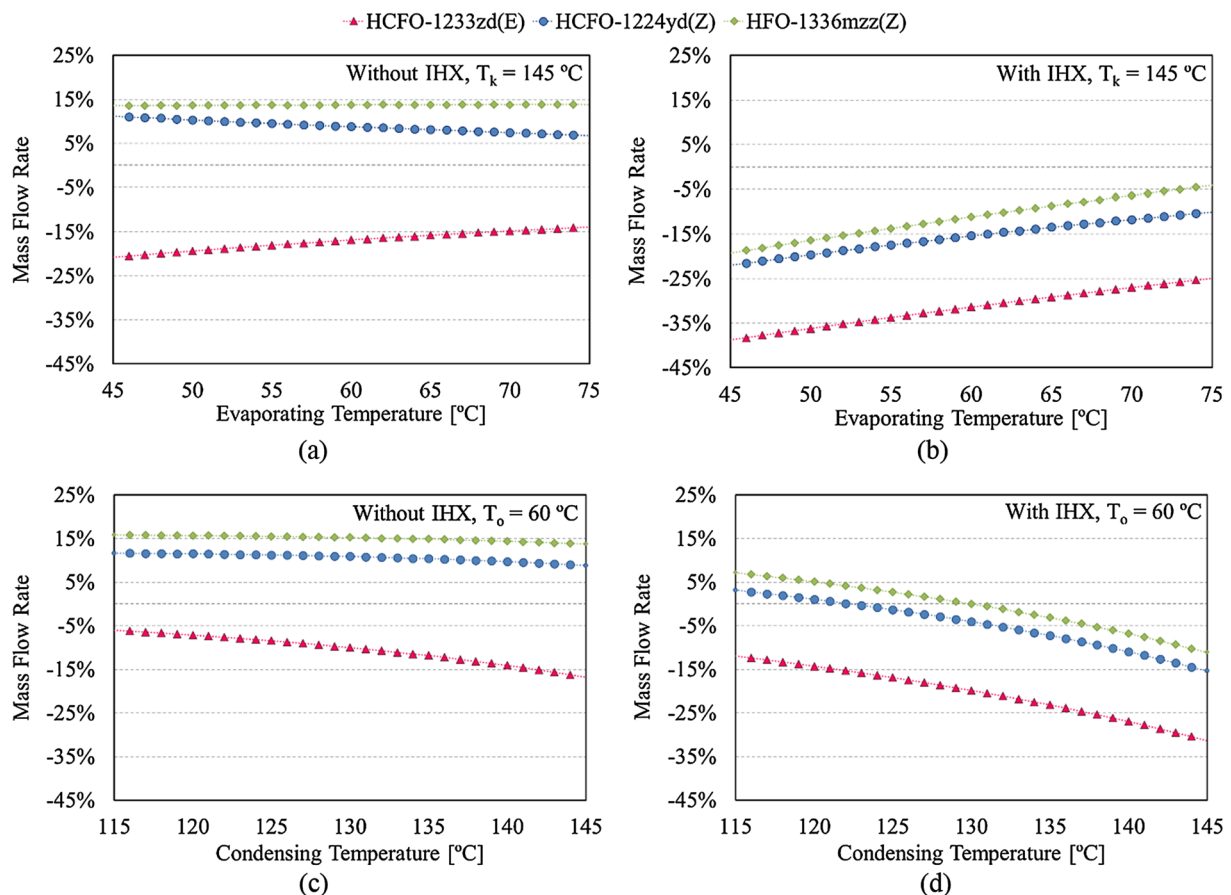 HCFO-1233zd(E) HCFO-1224yd(Z) HFO-1336mzz(Z)
25%
15%
5%
-5%
-15%
-25%
-35%
-45%
Mass Flow Rate
Without IHX, Tk = 145 ºC
45 50 55 60 65 70 75
Evaporating Temperature [ºC]
(a)
25%
15%
5%
-5%
-15%
-25%
-35%
-45%
Mass Flow Rate
With IHX, Tk = 145 ºC
45 50 55 60 65 70 75
Evaporating Temperature [ºC]
(b)
25%
15%
5%
-5%
-15%
-25%
-35%
-45%
Mass Flow Rate
Without IHX, To = 60 ºC
115 120 125 130 135 140 145
Condensing Temperature [ºC]
(c)
25%
15%
5%
-5%
-15%
-25%
-35%
-45%
Mass Flow Rate
With IHX, To = 60 ºC
115 120 125 130 135 140 145
Condensing Temperature [ºC]
(d)